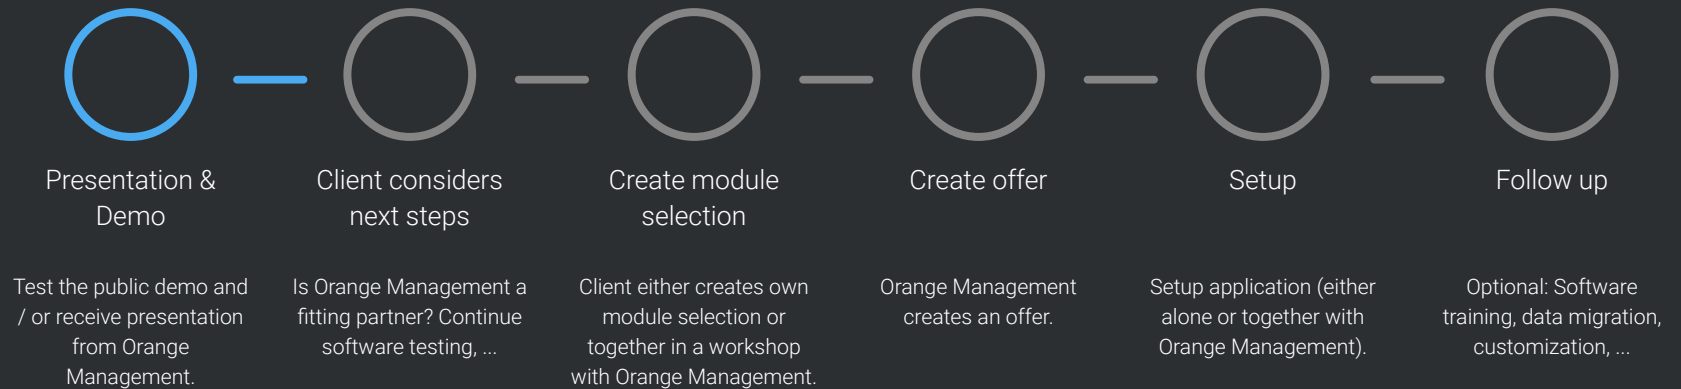 Presentation &
Demo
Test the public demo and
/ or receive presentation
from Orange
Management.
Client considers
next steps
Is Orange Management a
fitting partner? Continue
software testing, ...
Create module
selection
Client either creates own
module selection or
together in a workshop
with Orange Management.
Create offer
Orange Management
creates an offer.
Setup
Setup application (either
alone or together with
Orange Management).
Follow up
Optional: Software
training, data migration,
customization, ...